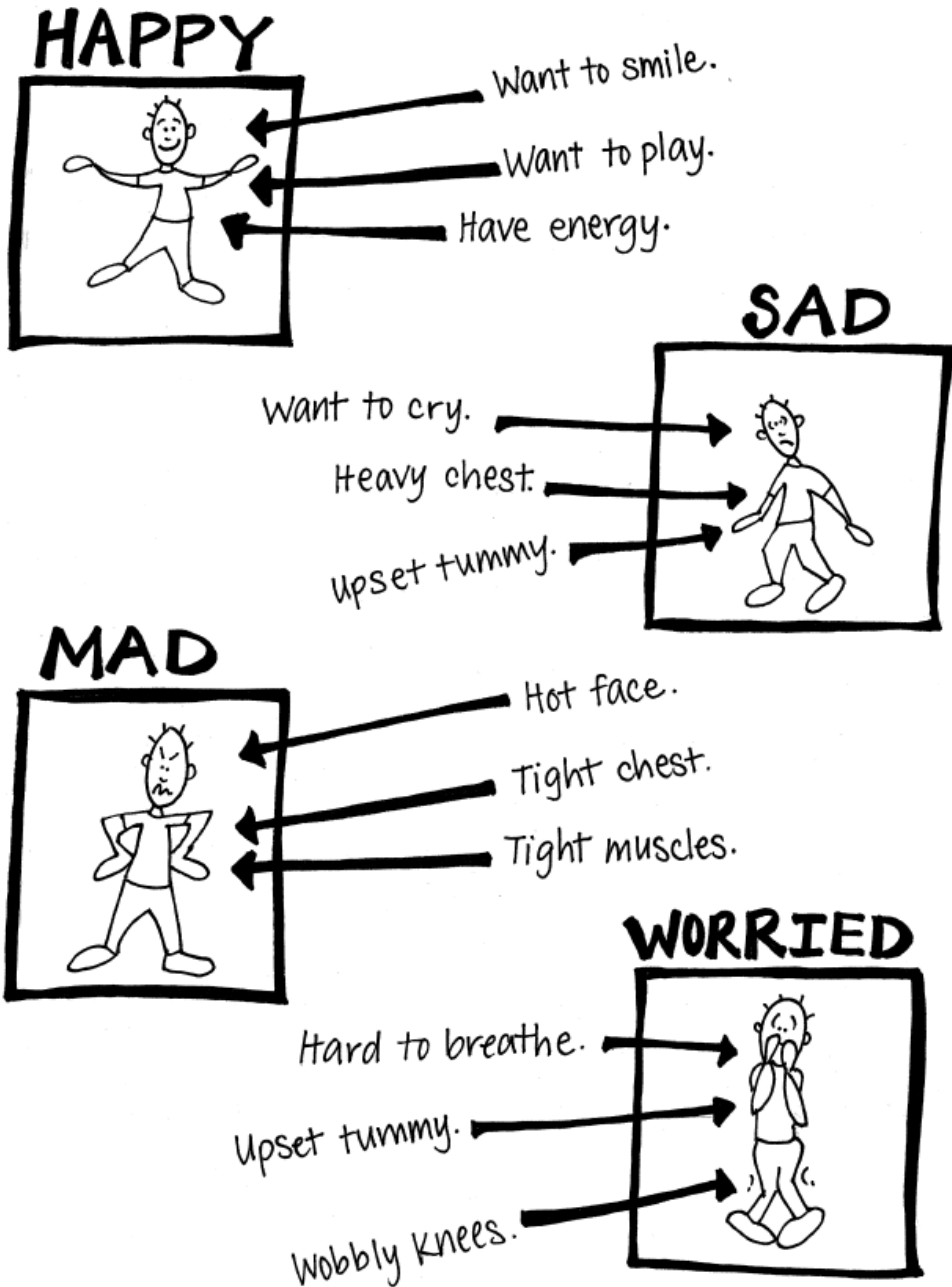 HAPPY
Want to smile.
Want to play.
Have energy.
SAD
Want to cry.
Heavy chest.
upset tummy.
MAD
Hot face.
Tight chest.
Tight muscles.
WORRIED
Hard to breathe.
Upset tummy.
Wobbly knees.